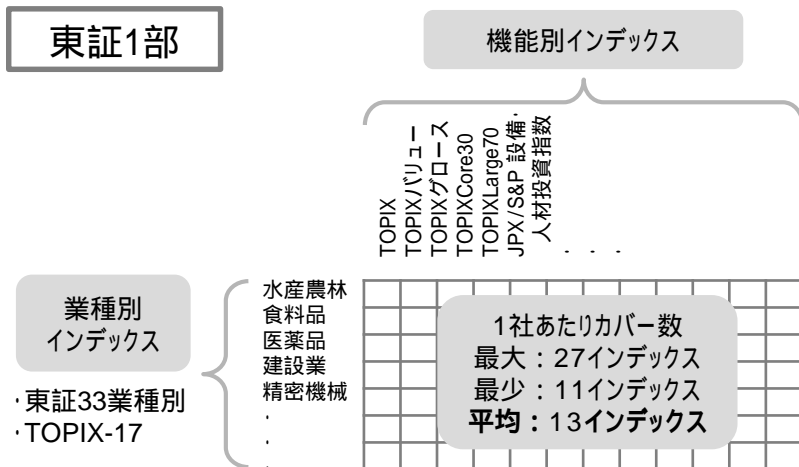 東証1部
機能別インデックス
TOPIX
TOPIXバリュー
TOPIXグロース
TOPIXCore30
TOPIXLarge70
JPX/S&P 設備・
人材投資指数
・・・
業種別
インデックス
・東証33業種別
・TOPIX-17
水産農林
食料品
医薬品
建設業
精密機械
・
・
・
1社あたりカバー数
最大：27インデックス
最少：11インデックス
平均：13インデックス